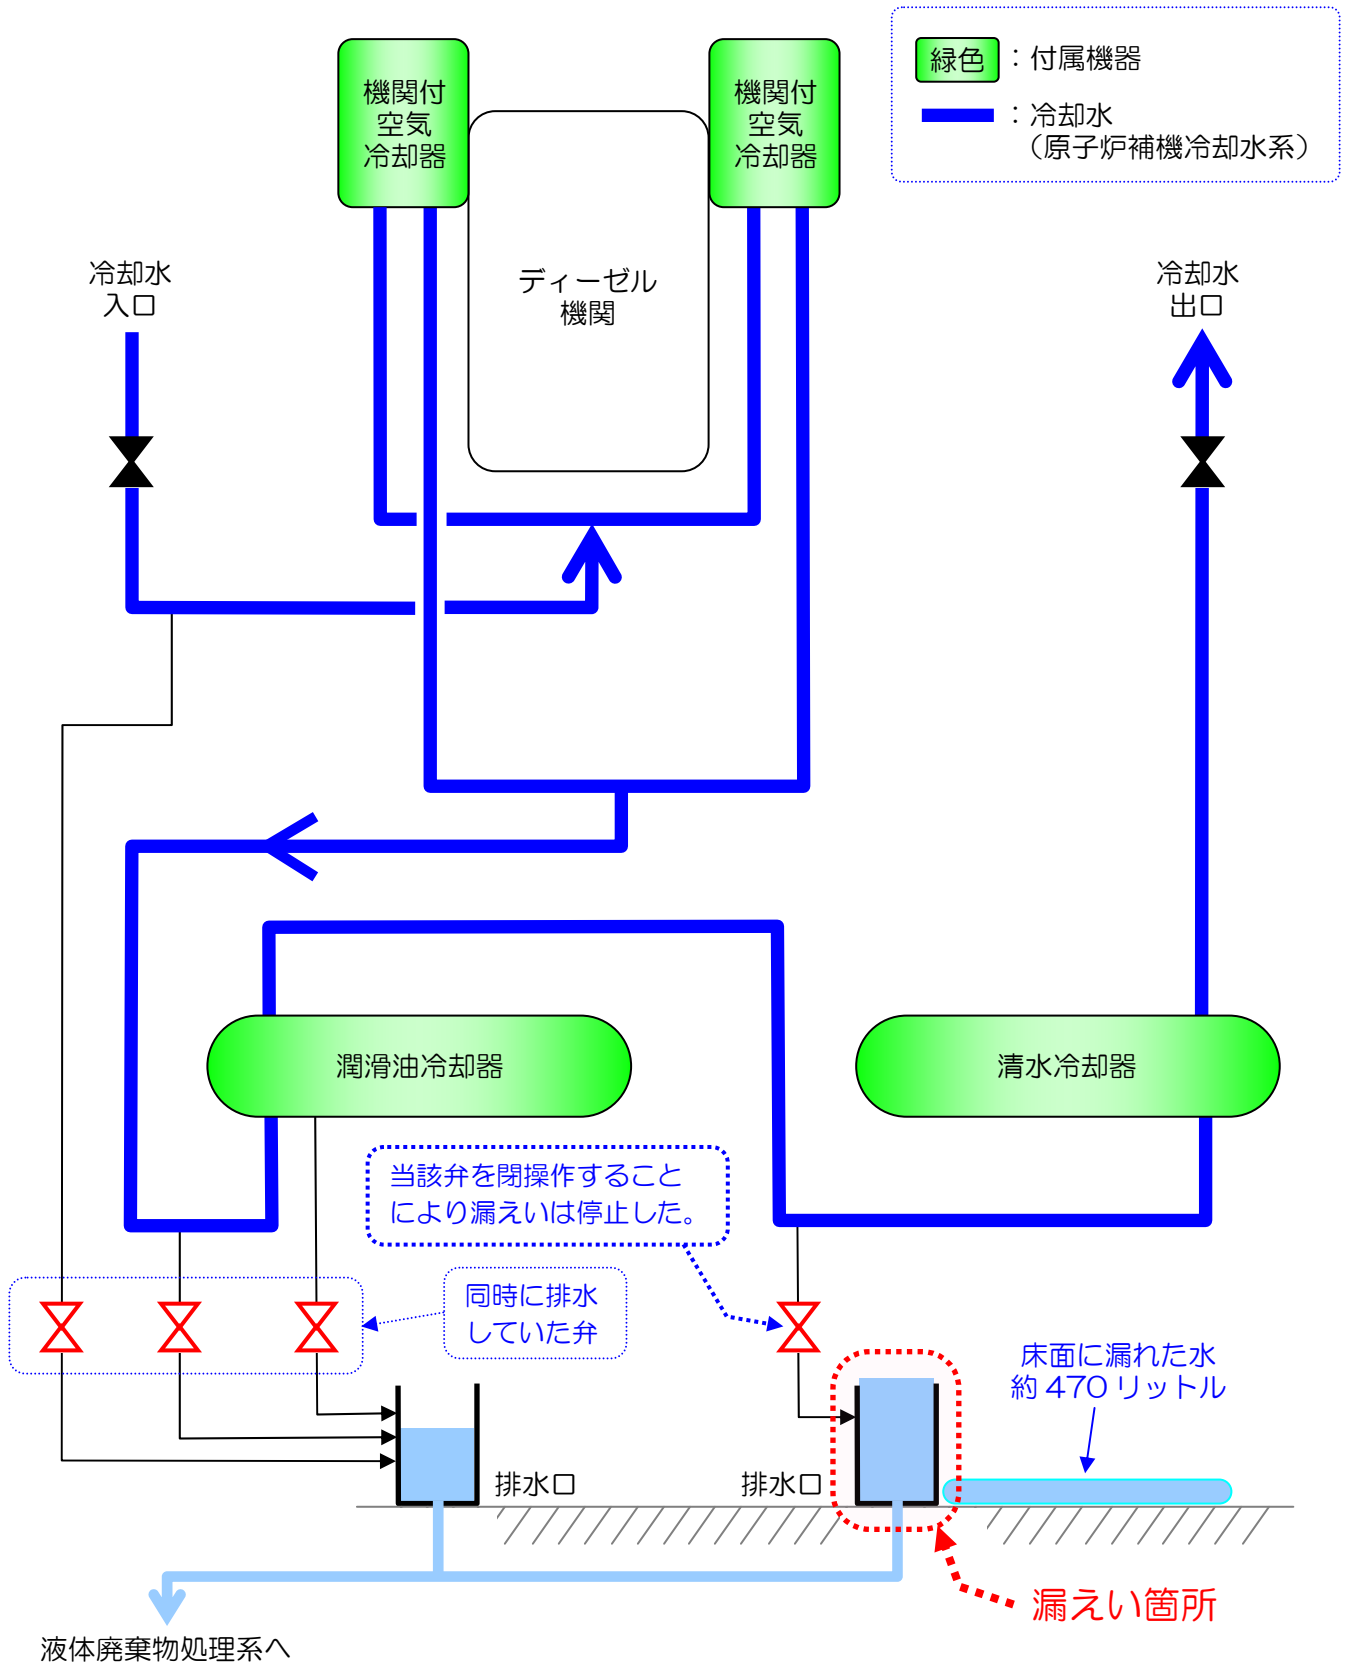 緑色
：付属機器
：冷却水
（原子炉補機冷却水系）
機関付
空気
冷却器
機関付
空気
冷却器
ディーゼル
機関
冷却水
入口
冷却水
出口
潤滑油冷却器
清水冷却器
当該弁を閉操作すること
により漏えいは停止した。
同時に排水
していた弁
床面に漏れた水
約 470 リットル
排水口
排水口
漏えい箇所
液体廃棄物処理系へ